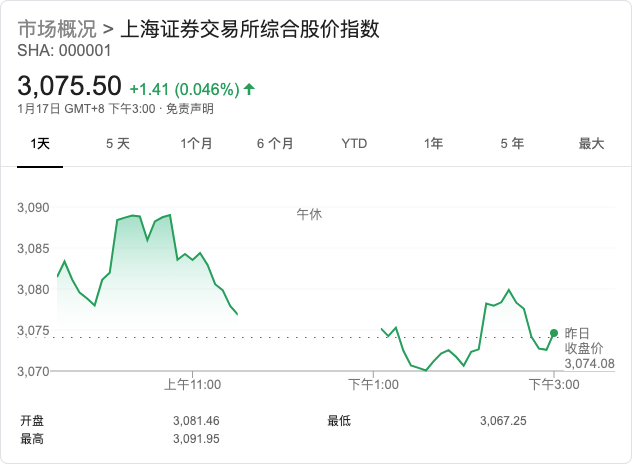 市场概况 > 上海证券交易所综合股价指数
SHA: 000001
3,075.50 +1.41 (0.046%)
1月17日 GMT+8 下午3:00 · 免责声明
1天 5 天 1个月 6 个月 YTD 1年 5 年 最大
3,090
午休
3,085
3,080
3,075
昨日
收盘价
3,074.08
3,070
上午11:00 下午1:00 下午3:00
开盘 3,081.46 最低 3,067.25
最高 3,091.95